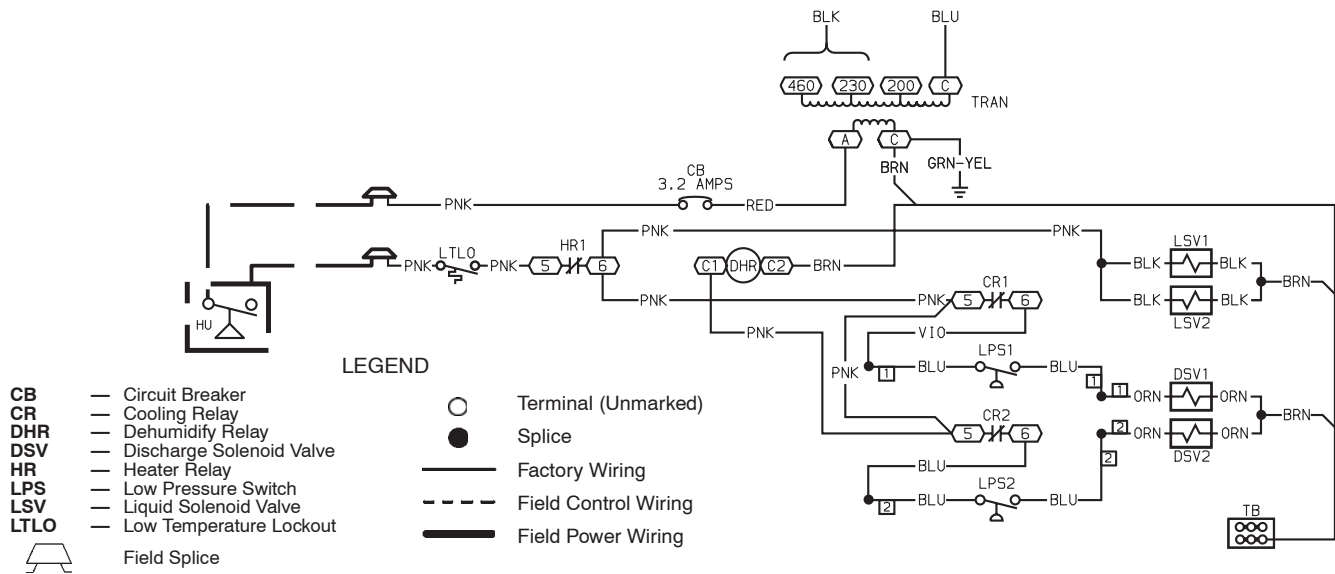 BLK
BLU
460 230 200 C
TRAN
A C
BRN
GRN-YEL
CB
3.2 AMPS
PNK
RED
PNK
PNK
LTLO
PNK
5
HR1
6
C1 DHR C2
BRN
LSV1
BLK
BLK
BRN
BLK
BLK
LSV2
PNK
PNK
5
CR1
6
HU
PNK
VIO
PNK
1
BLU
LPS1
BLU
1
1
ORN
DSV1
ORN
BRN
2
ORN
ORN
DSV2
2
5
CR2
6
BLU
2
BLU
LPS2
BLU
TB
LEGEND
CB — Circuit Breaker
CR — Cooling Relay
DHR — Dehumidify Relay
DSV — Discharge Solenoid Valve
HR — Heater Relay
LPS — Low Pressure Switch
LSV — Liquid Solenoid Valve
LTLO — Low Temperature Lockout
Field Splice
Terminal (Unmarked)
Splice
Factory Wiring
Field Control Wiring
Field Power Wiring